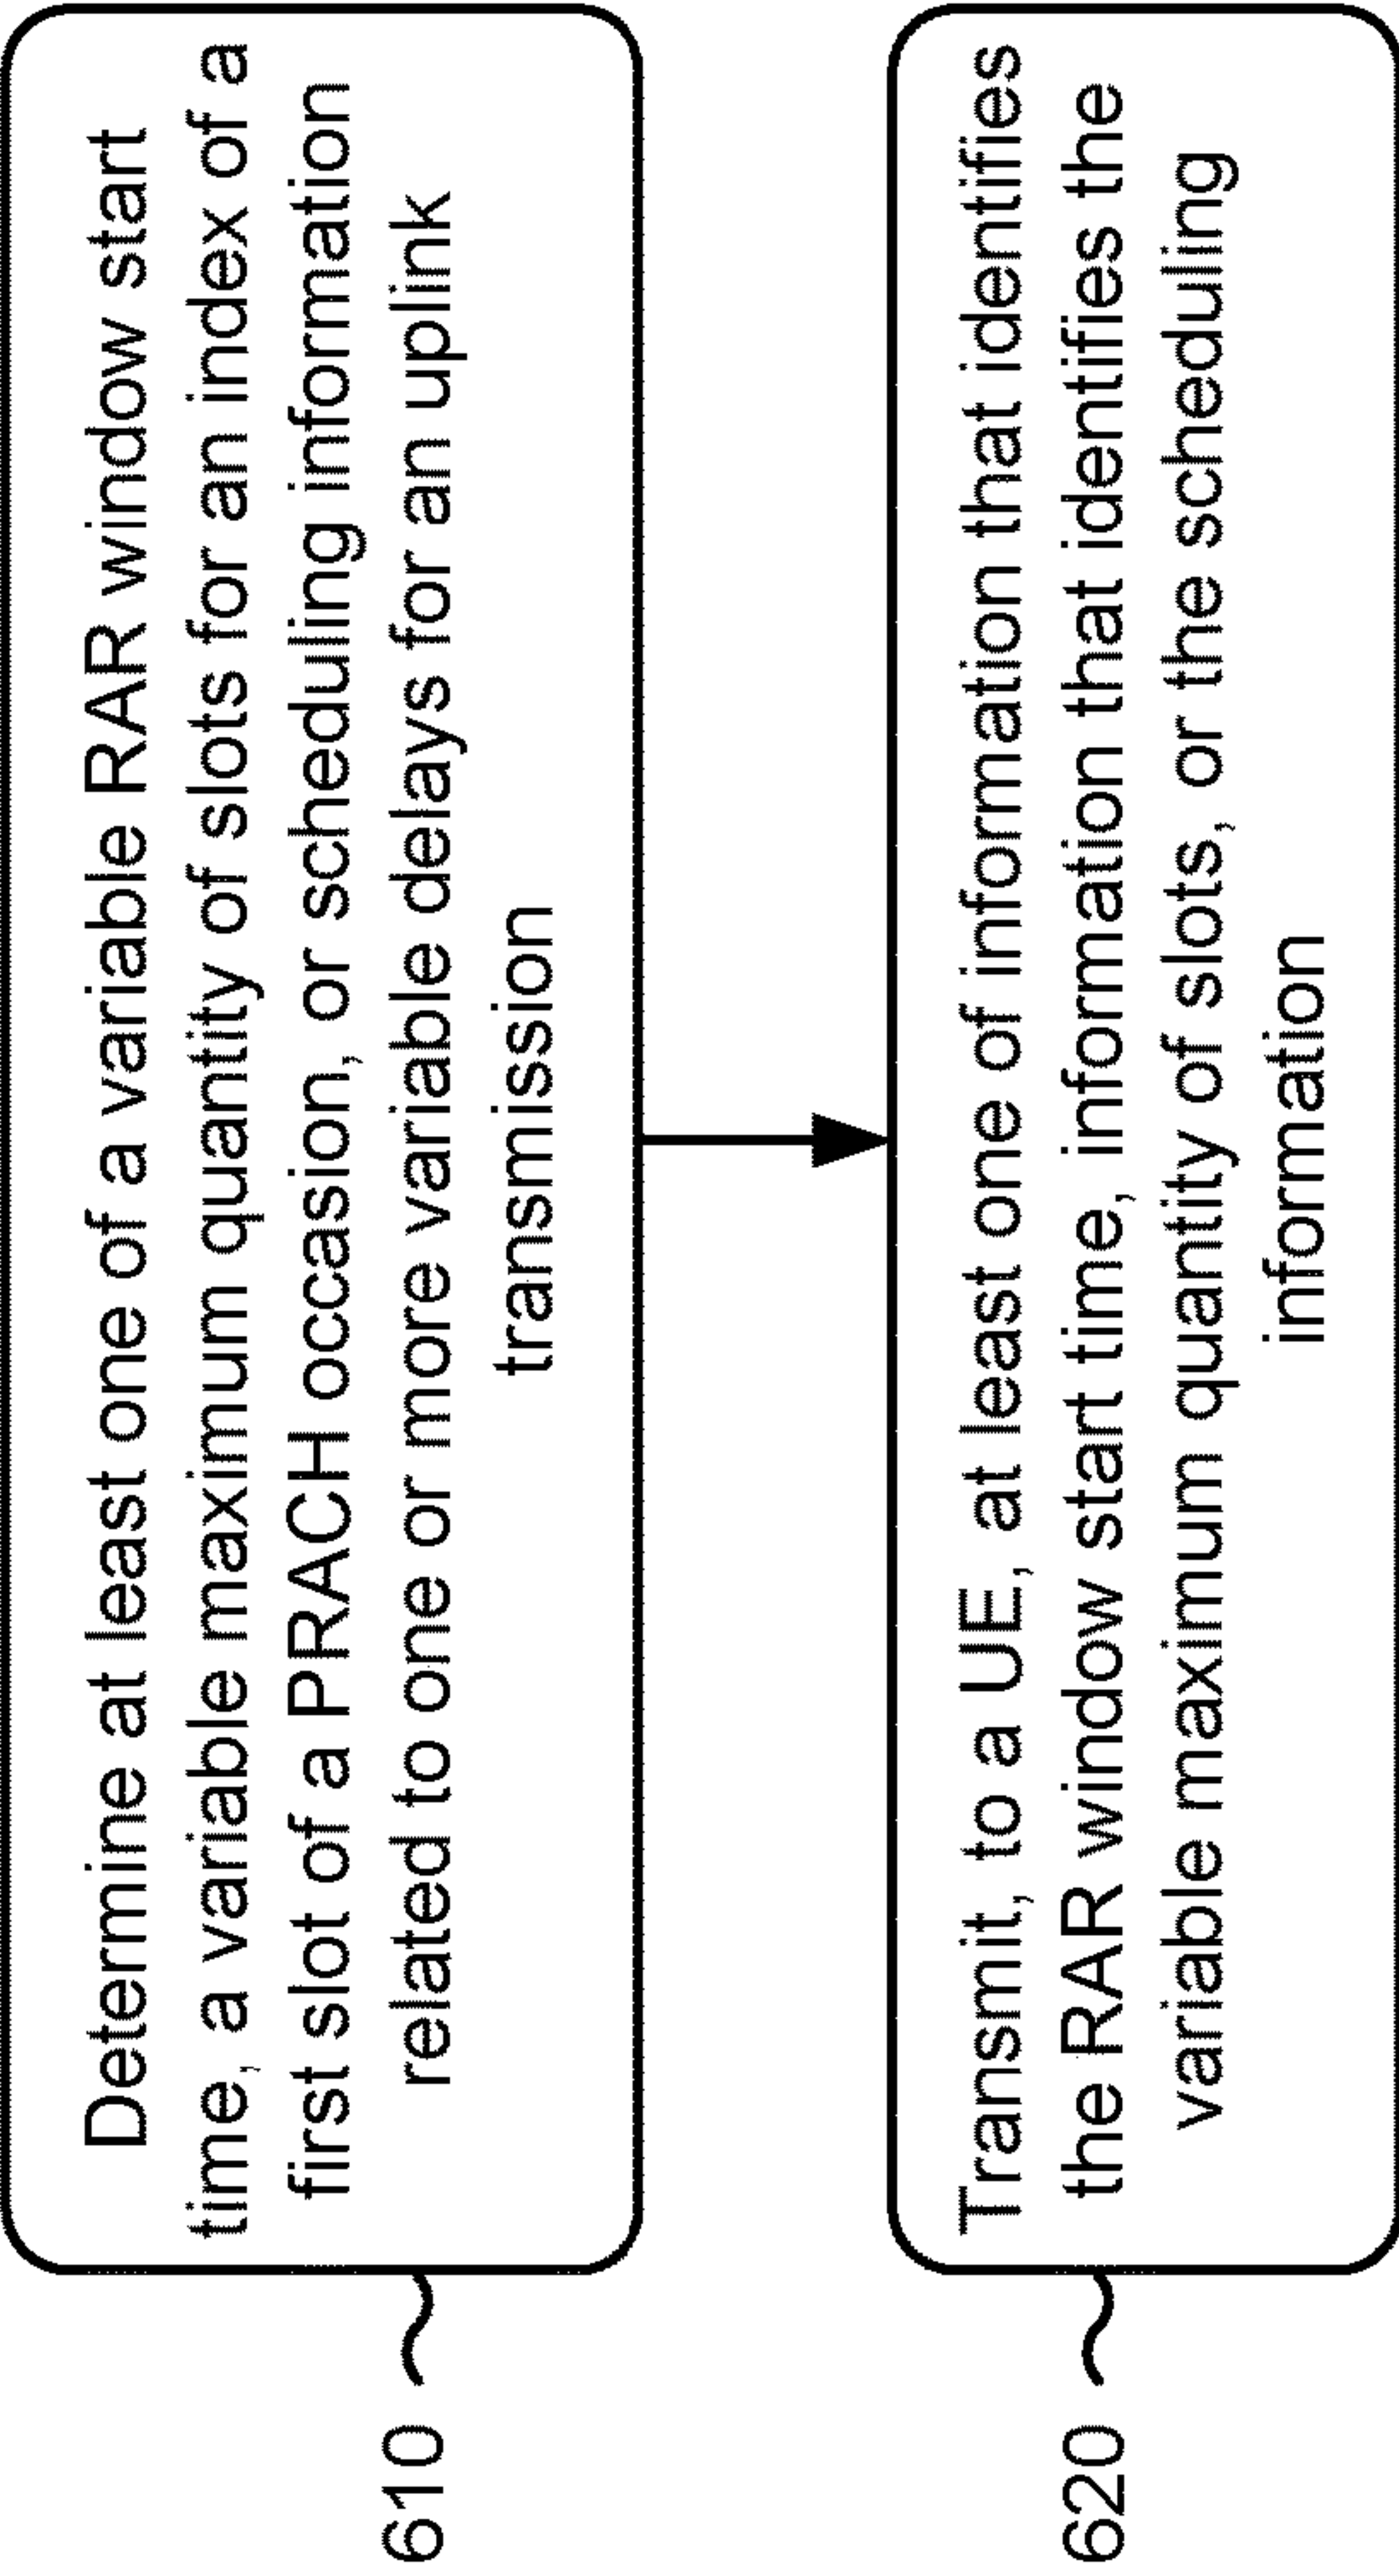 610
Determine at least one of a variable RAR window start
time, a variable maximum quantity of slots for an index of a
first slot of a PRACH occasion, or scheduling information
related to one or more variable delays for an uplink
transmission
620
Transmit, to a UE, at least one of information that identifies
the RAR window start time, information that identifies the
variable maximum quantity of slots, or the scheduling
information